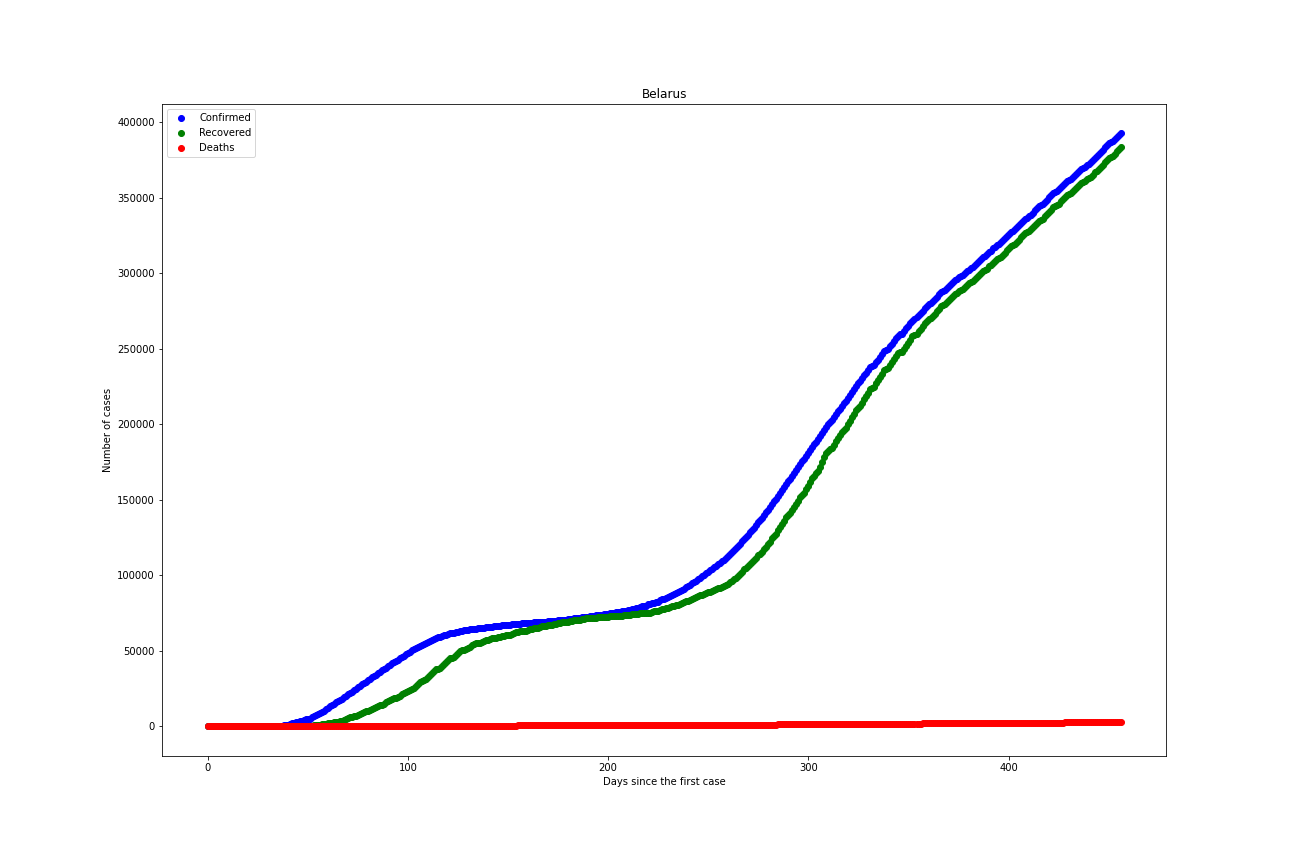 Belarus
Confirmed
Recovered
Deaths
400000
350000
300000
250000
200000
150000
100000
50000
0
Number of cases
0 100 200 300 400
Days since the first case